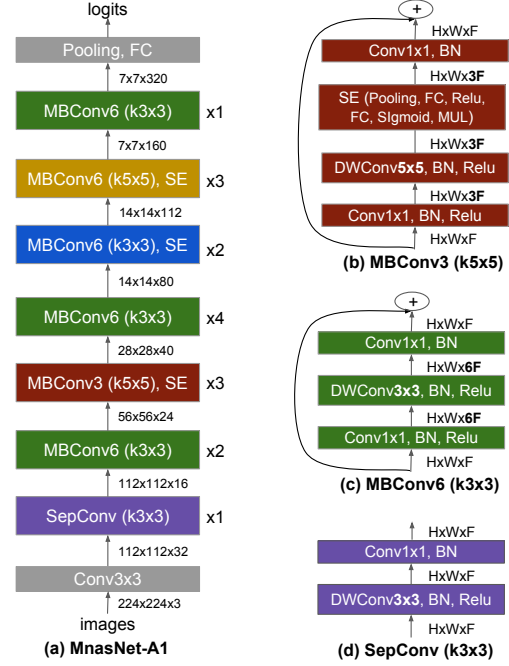 logits
Pooling, FC
7x7x320
MBConv6 (k3x3)
x1
7x7x160
MBConv6 (k5x5), SE
x3
14x14x112
MBConv6 (k3x3), SE
x2
14x14x80
MBConv6 (k3x3)
x4
28x28x40
MBConv3 (k5x5), SE
x3
56x56x24
MBConv6 (k3x3)
x2
112x112x16
SepConv (k3x3)
x1
112x112x32
Conv3x3
224x224x3
images
(a) MnasNet-A1
+
HxWxF
Conv1x1, BN
HxWx3F
SE (Pooling, FC, Relu,
FC, SIgmoid, MUL)
HxWx3F
DWConv5x5, BN, Relu
HxWx3F
Conv1x1, BN, Relu
HxWxF
(b) MBConv3 (k5x5)
+
HxWxF
Conv1x1, BN
HxWx6F
DWConv3x3, BN, Relu
HxWx6F
Conv1x1, BN, Relu
HxWxF
(c) MBConv6 (k3x3)
HxWxF
Conv1x1, BN
HxWxF
DWConv3x3, BN, Relu
HxWxF
(d) SepConv (k3x3)